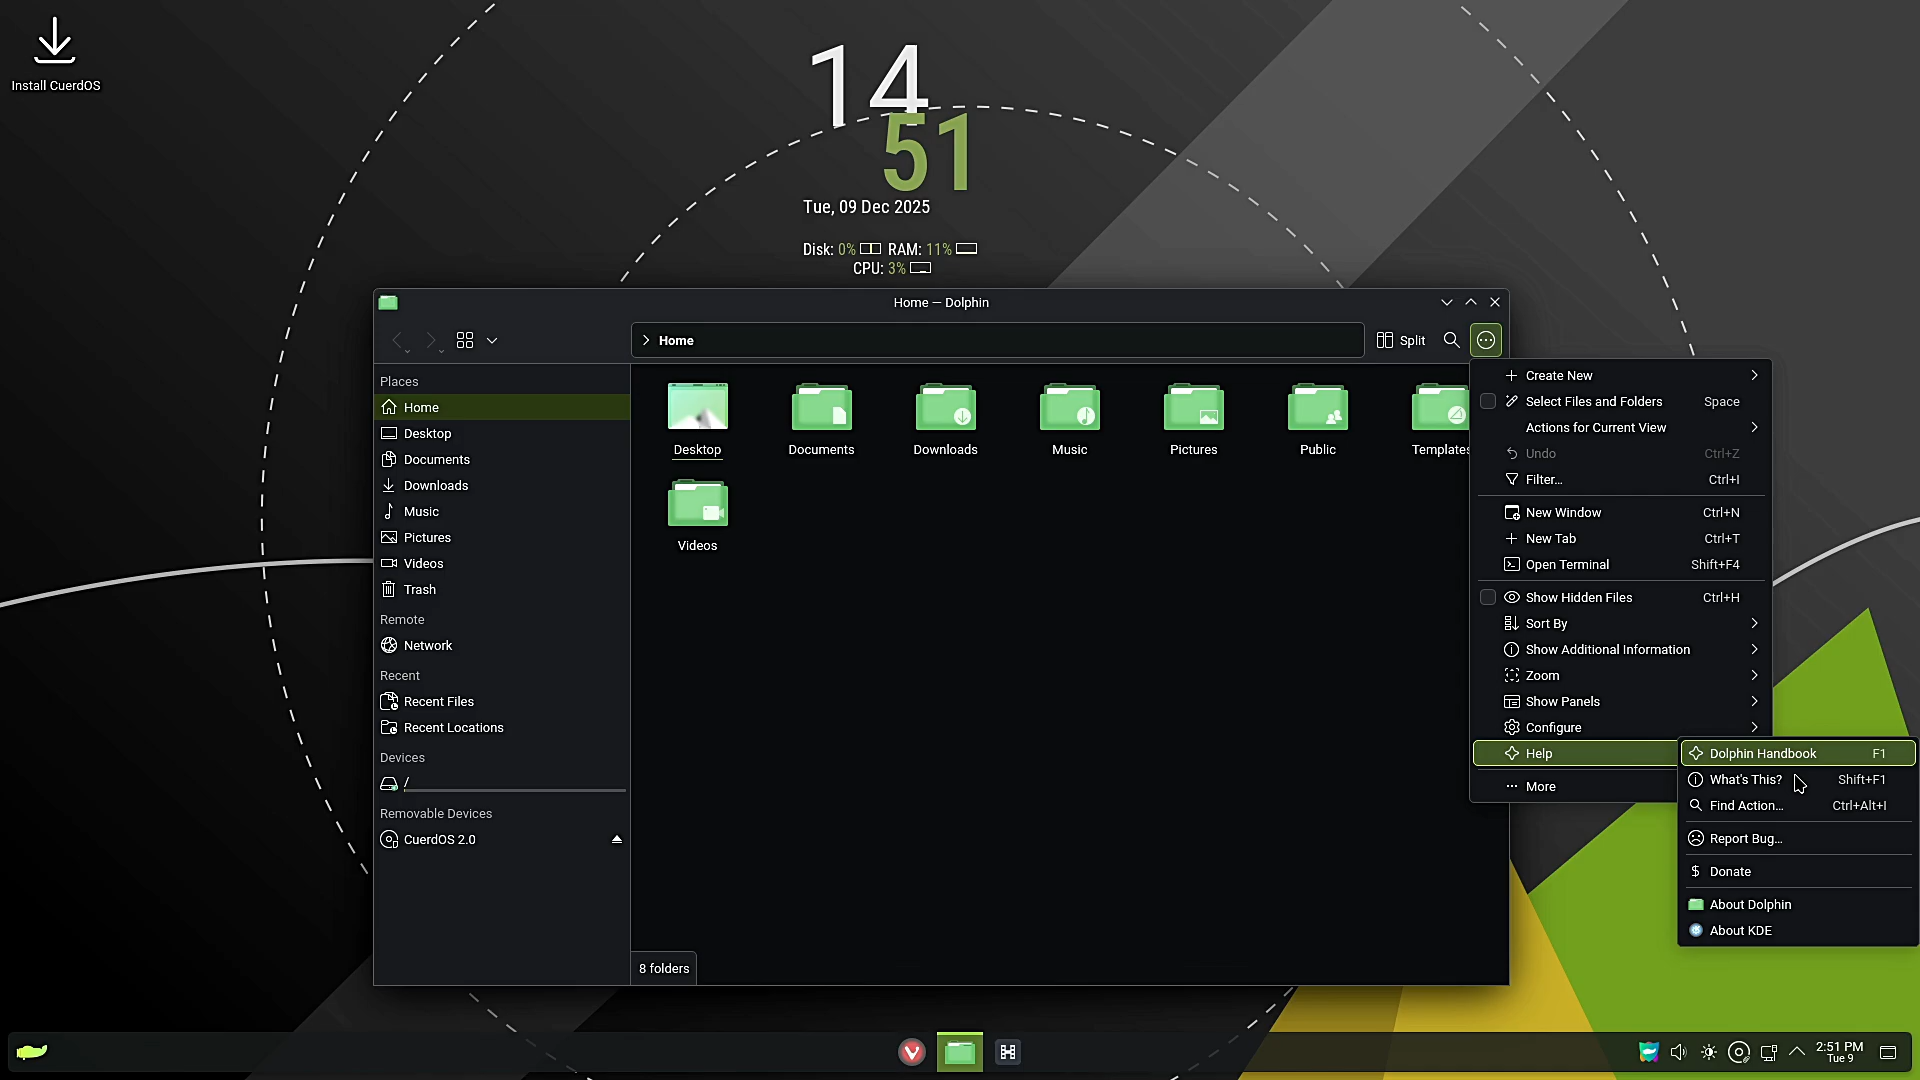 Install CuerdOS
14
51
Tue, 09 Dec 2025
Disk: 0% RAM: 11%
CPU: 3%
Home — Dolphin
Home
Split
Places
Home
Desktop
Documents
Downloads
Music
Pictures
Videos
Trash
Remote
Network
Recent
Recent Files
Recent Locations
Devices
/
Removable Devices
CuerdOS 2.0
Desktop
Documents
Downloads
Music
Pictures
Public
Templates
Videos
8 folders
Create New
Select Files and Folders Space
Actions for Current View
Undo Ctrl+Z
Filter... Ctrl+I
New Window Ctrl+N
New Tab Ctrl+T
Open Terminal Shift+F4
Show Hidden Files Ctrl+H
Sort By
Show Additional Information
Zoom
Show Panels
Configure
Help
More
Dolphin Handbook F1
What's This? Shift+F1
Find Action... Ctrl+Alt+I
Report Bug...
Donate
About Dolphin
About KDE
2:51 PM
Tue 9